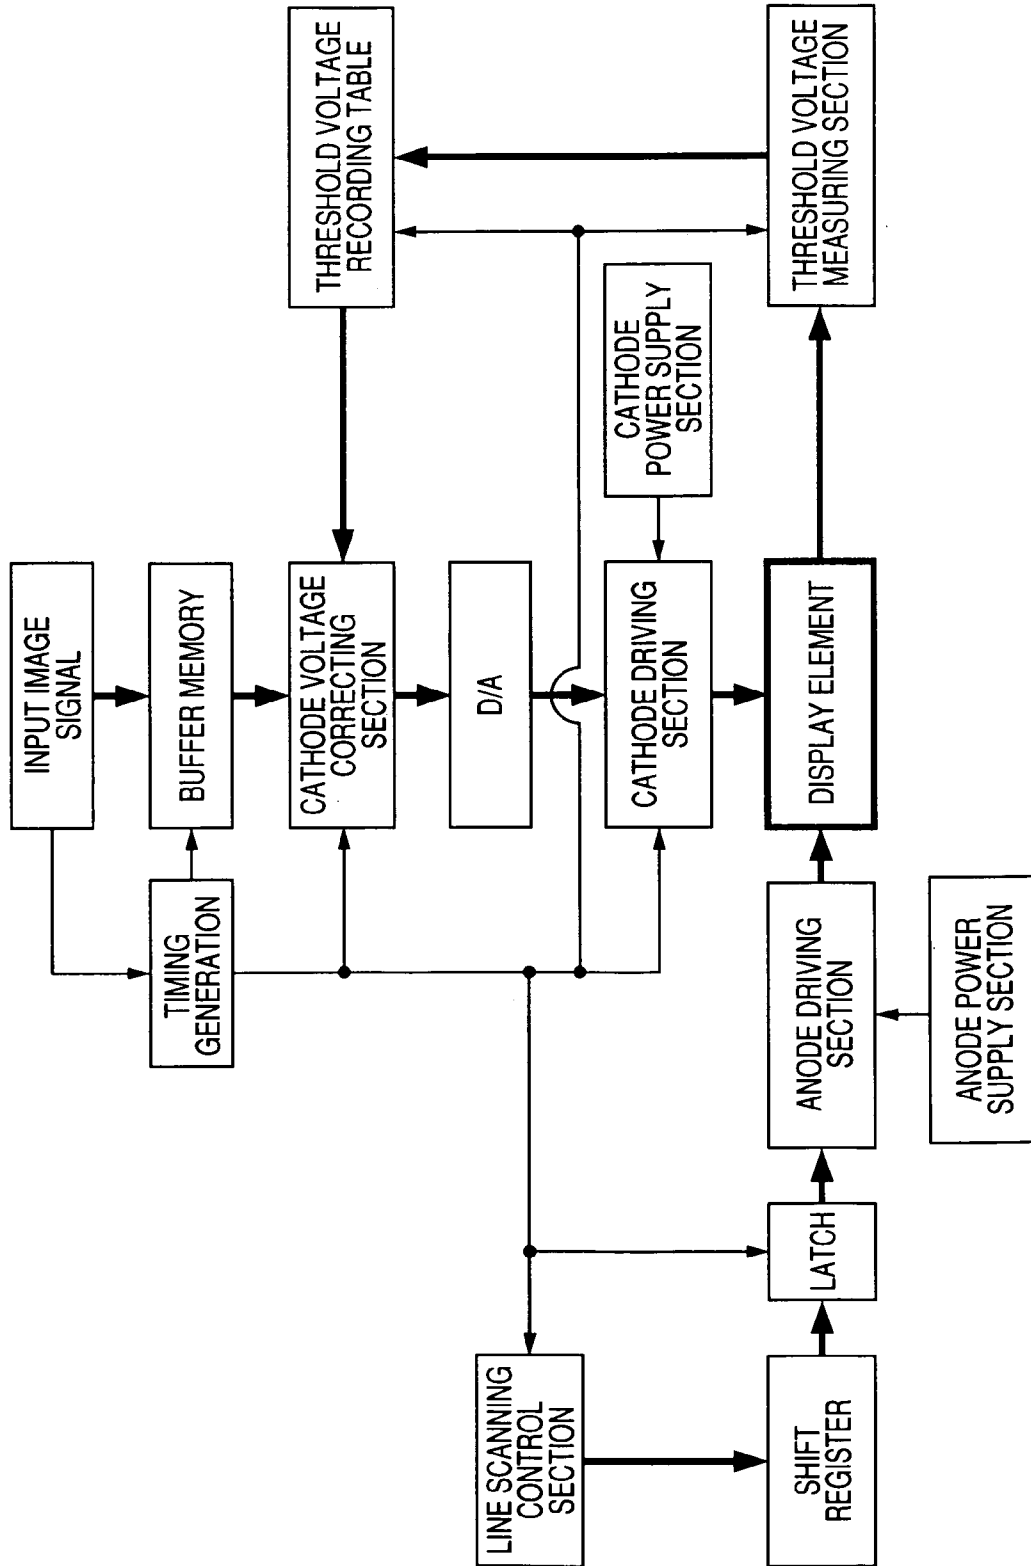 INPUT IMAGE
SIGNAL
TIMING
GENERATION
BUFFER MEMORY
CATHODE VOLTAGE
CORRECTING
SECTION
THRESHOLD VOLTAGE
RECORDING TABLE
D/A
LINE SCANNING
CONTROL
SECTION
CATHODE DRIVING
SECTION
CATHODE
POWER SUPPLY
SECTION
SHIFT
REGISTER
LATCH
ANODE DRIVING
SECTION
DISPLAY ELEMENT
THRESHOLD VOLTAGE
MEASURING SECTION
ANODE POWER
SUPPLY SECTION